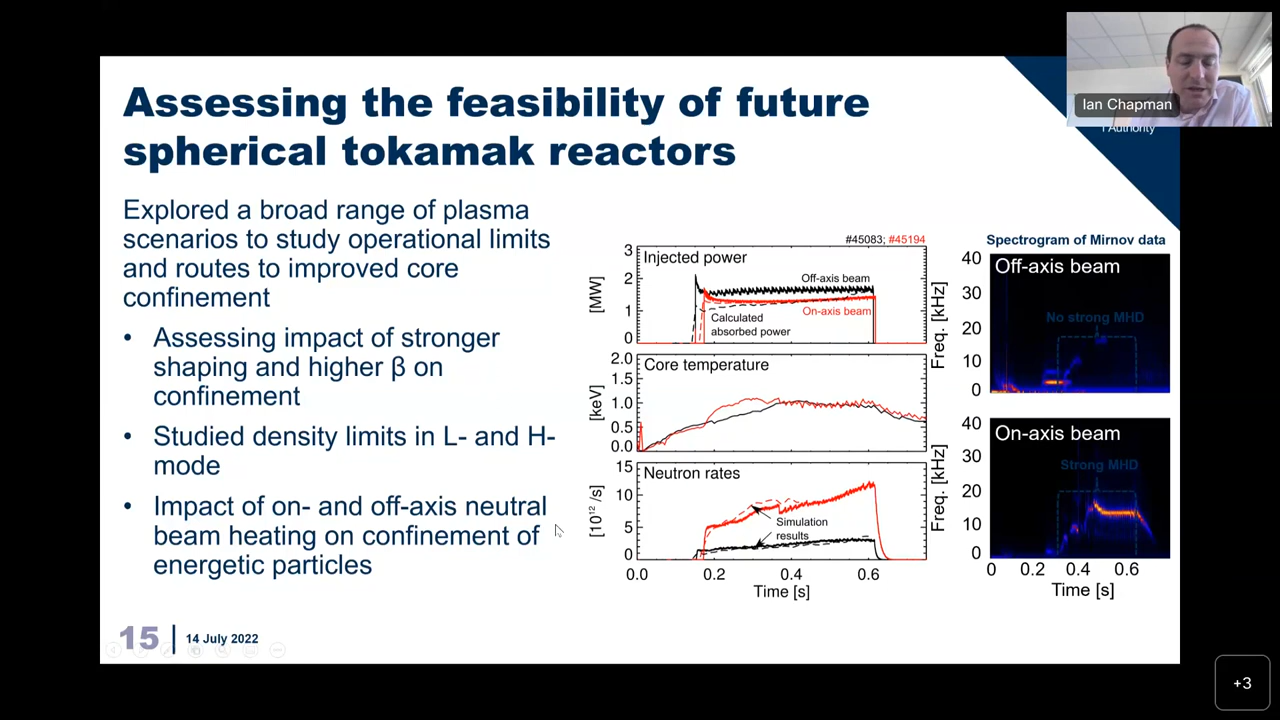 Assessing the feasibility of future
spherical tokamak reactors
Ian Chapman
Authority
Explored a broad range of plasma
scenarios to study operational limits
and routes to improved core
confinement
• Assessing impact of stronger
shaping and higher β on
confinement
• Studied density limits in L- and H-
mode
• Impact of on- and off-axis neutral
beam heating on confinement of
energetic particles
#45083; #45194
Injected power
Off-axis beam
On-axis beam
Calculated
absorbed power
[MW]
3
2
1
0
Core temperature
[keV]
2.0
1.5
1.0
0.5
0.0
Neutron rates
Simulation
results
[10¹² /s]
15
10
5
0
0.0 0.2 0.4 0.6
Time [s]
Spectrogram of Mirnov data
Off-axis beam
No strong MHD
Freq. [kHz]
40
30
20
10
0
On-axis beam
Strong MHD
Freq. [kHz]
40
30
20
10
0
0 0.2 0.4 0.6
Time [s]
15 | 14 July 2022
+3